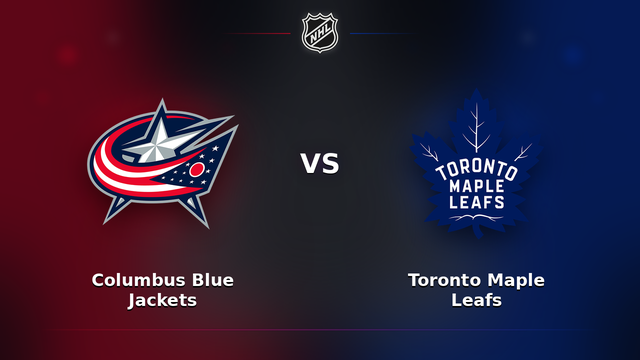 NHL
VS
TORONTO
MAPLE
LEAFS
Columbus Blue
Jackets
Toronto Maple
Leafs